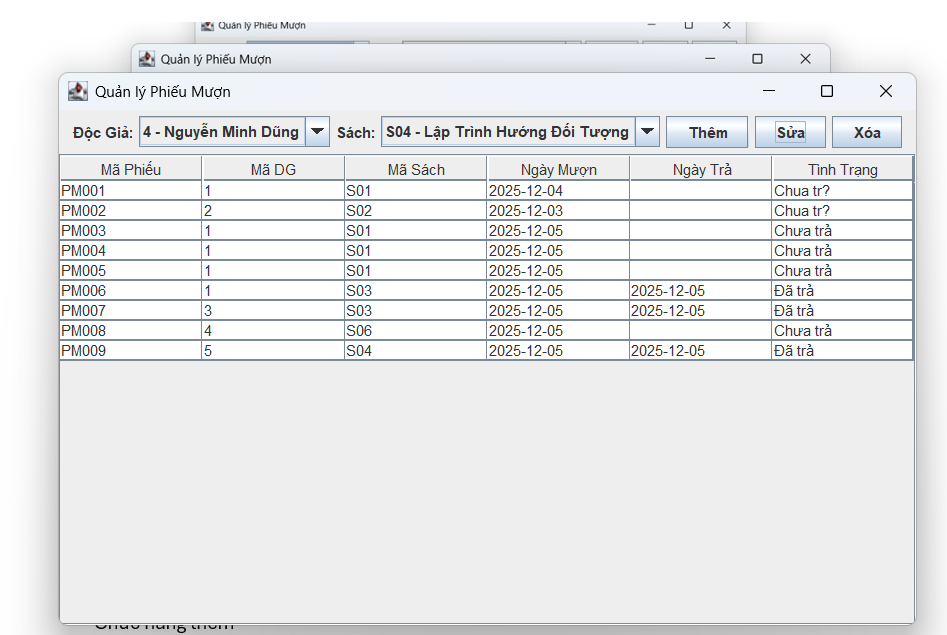 Quản lý Phiếu Mượn
Quản lý Phiếu Mượn
Quản lý Phiếu Mượn
Độc Giả: 4 - Nguyễn Minh Dũng Sách: S04 - Lập Trình Hướng Đối Tượng Thêm Sửa Xóa
Mã Phiếu Mã DG Mã Sách Ngày Mượn Ngày Trả Tình Trạng
PM001 1 S01 2025-12-04 Chua tr?
PM002 2 S02 2025-12-03 Chua tr?
PM003 1 S01 2025-12-05 Chưa trả
PM004 1 S01 2025-12-05 Chưa trả
PM005 1 S01 2025-12-05 Chưa trả
PM006 1 S03 2025-12-05 2025-12-05 Đã trả
PM007 3 S03 2025-12-05 2025-12-05 Đã trả
PM008 4 S06 2025-12-05 Chưa trả
PM009 5 S04 2025-12-05 2025-12-05 Đã trả